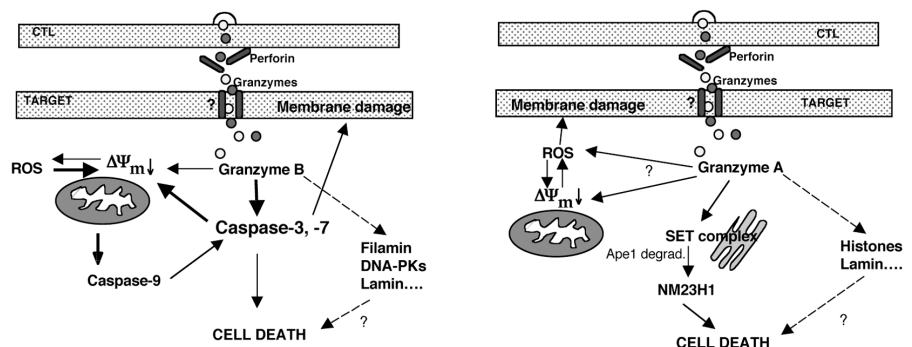 CTL
Perforin
Granzymes
TARGET
?
Membrane damage
ROS
ΔΨm↓
Granzyme B
Caspase-3, -7
Caspase-9
Filamin
DNA-PKs
Lamin....
?
CELL DEATH
CTL
Perforin
Granzymes
Membrane damage
?
TARGET
ROS
?
Granzyme A
ΔΨm↓
SET complex
Ape1 degrad.
Histones
Lamin....
NM23H1
?
CELL DEATH